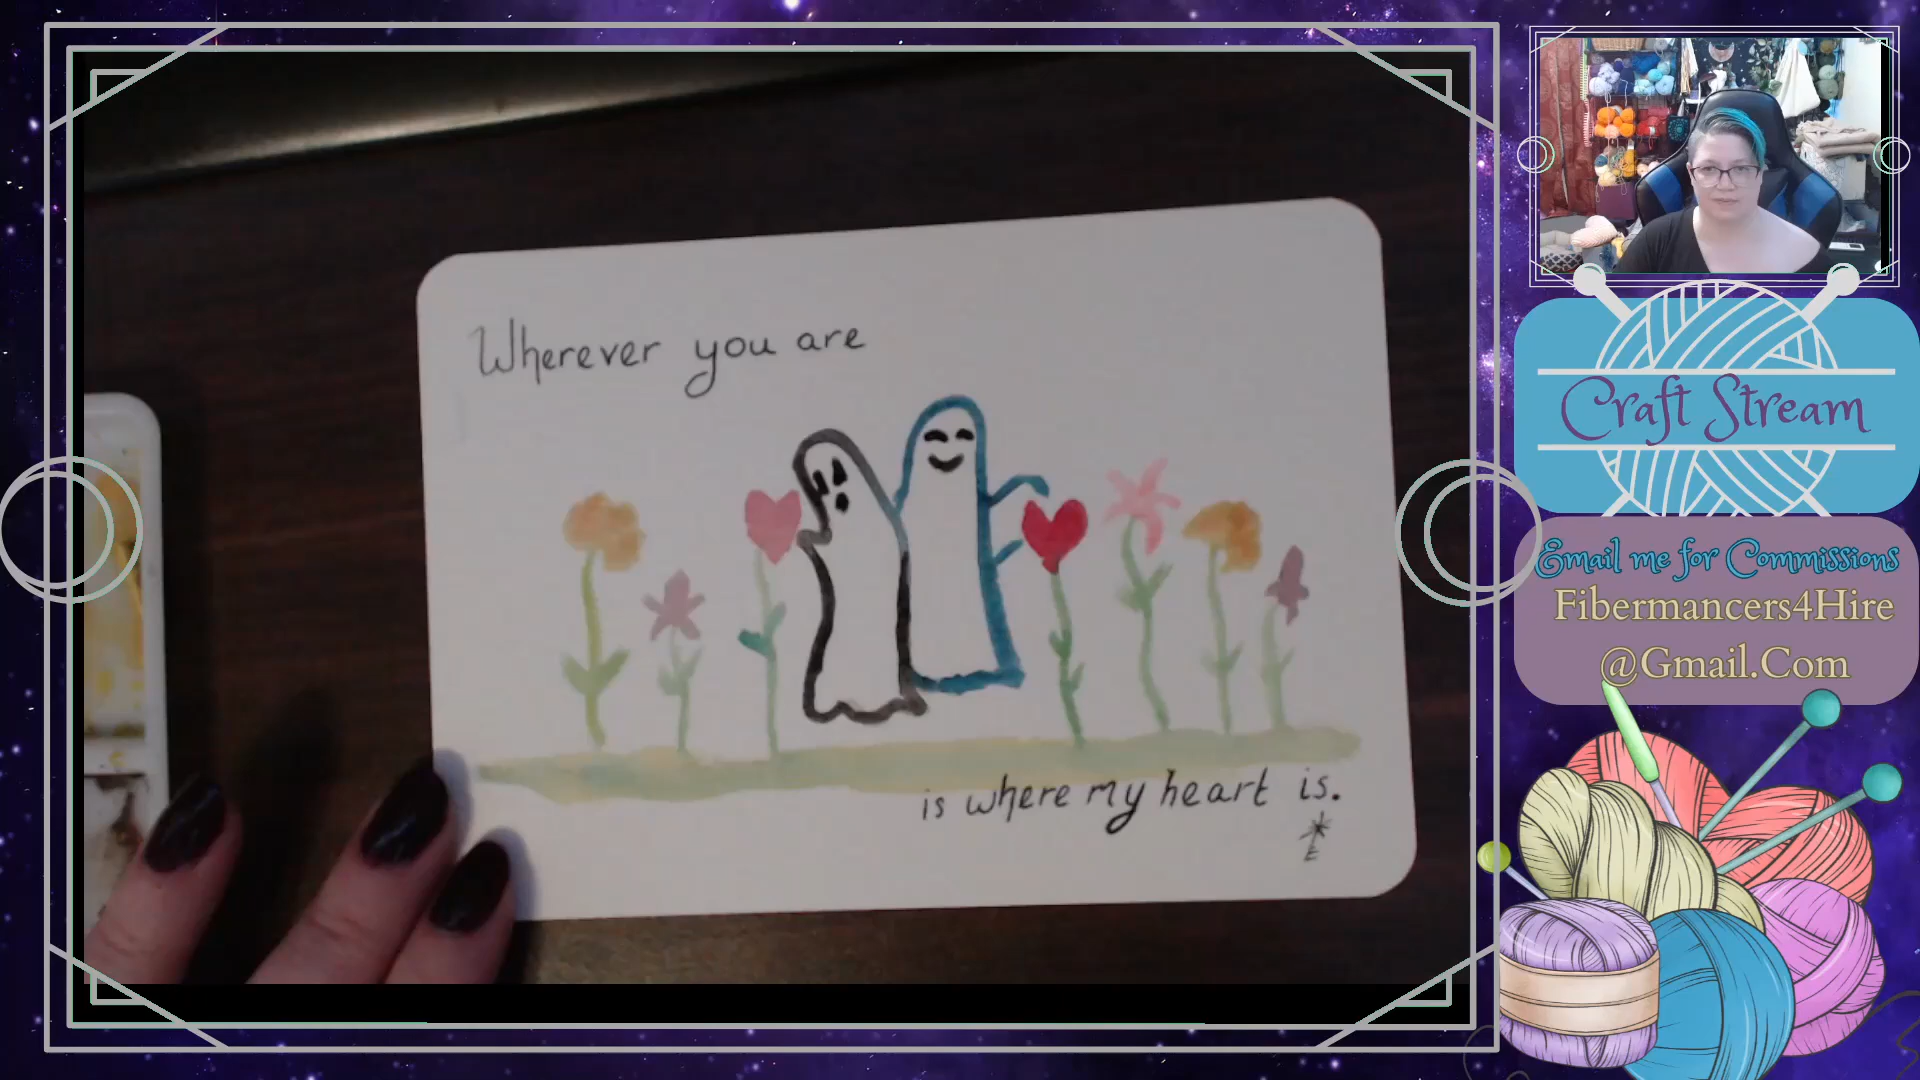 Wherever you are
is where my heart is.
Craft Stream
Email me for Commissions
Fibermancers4Hire
@Gmail.Com